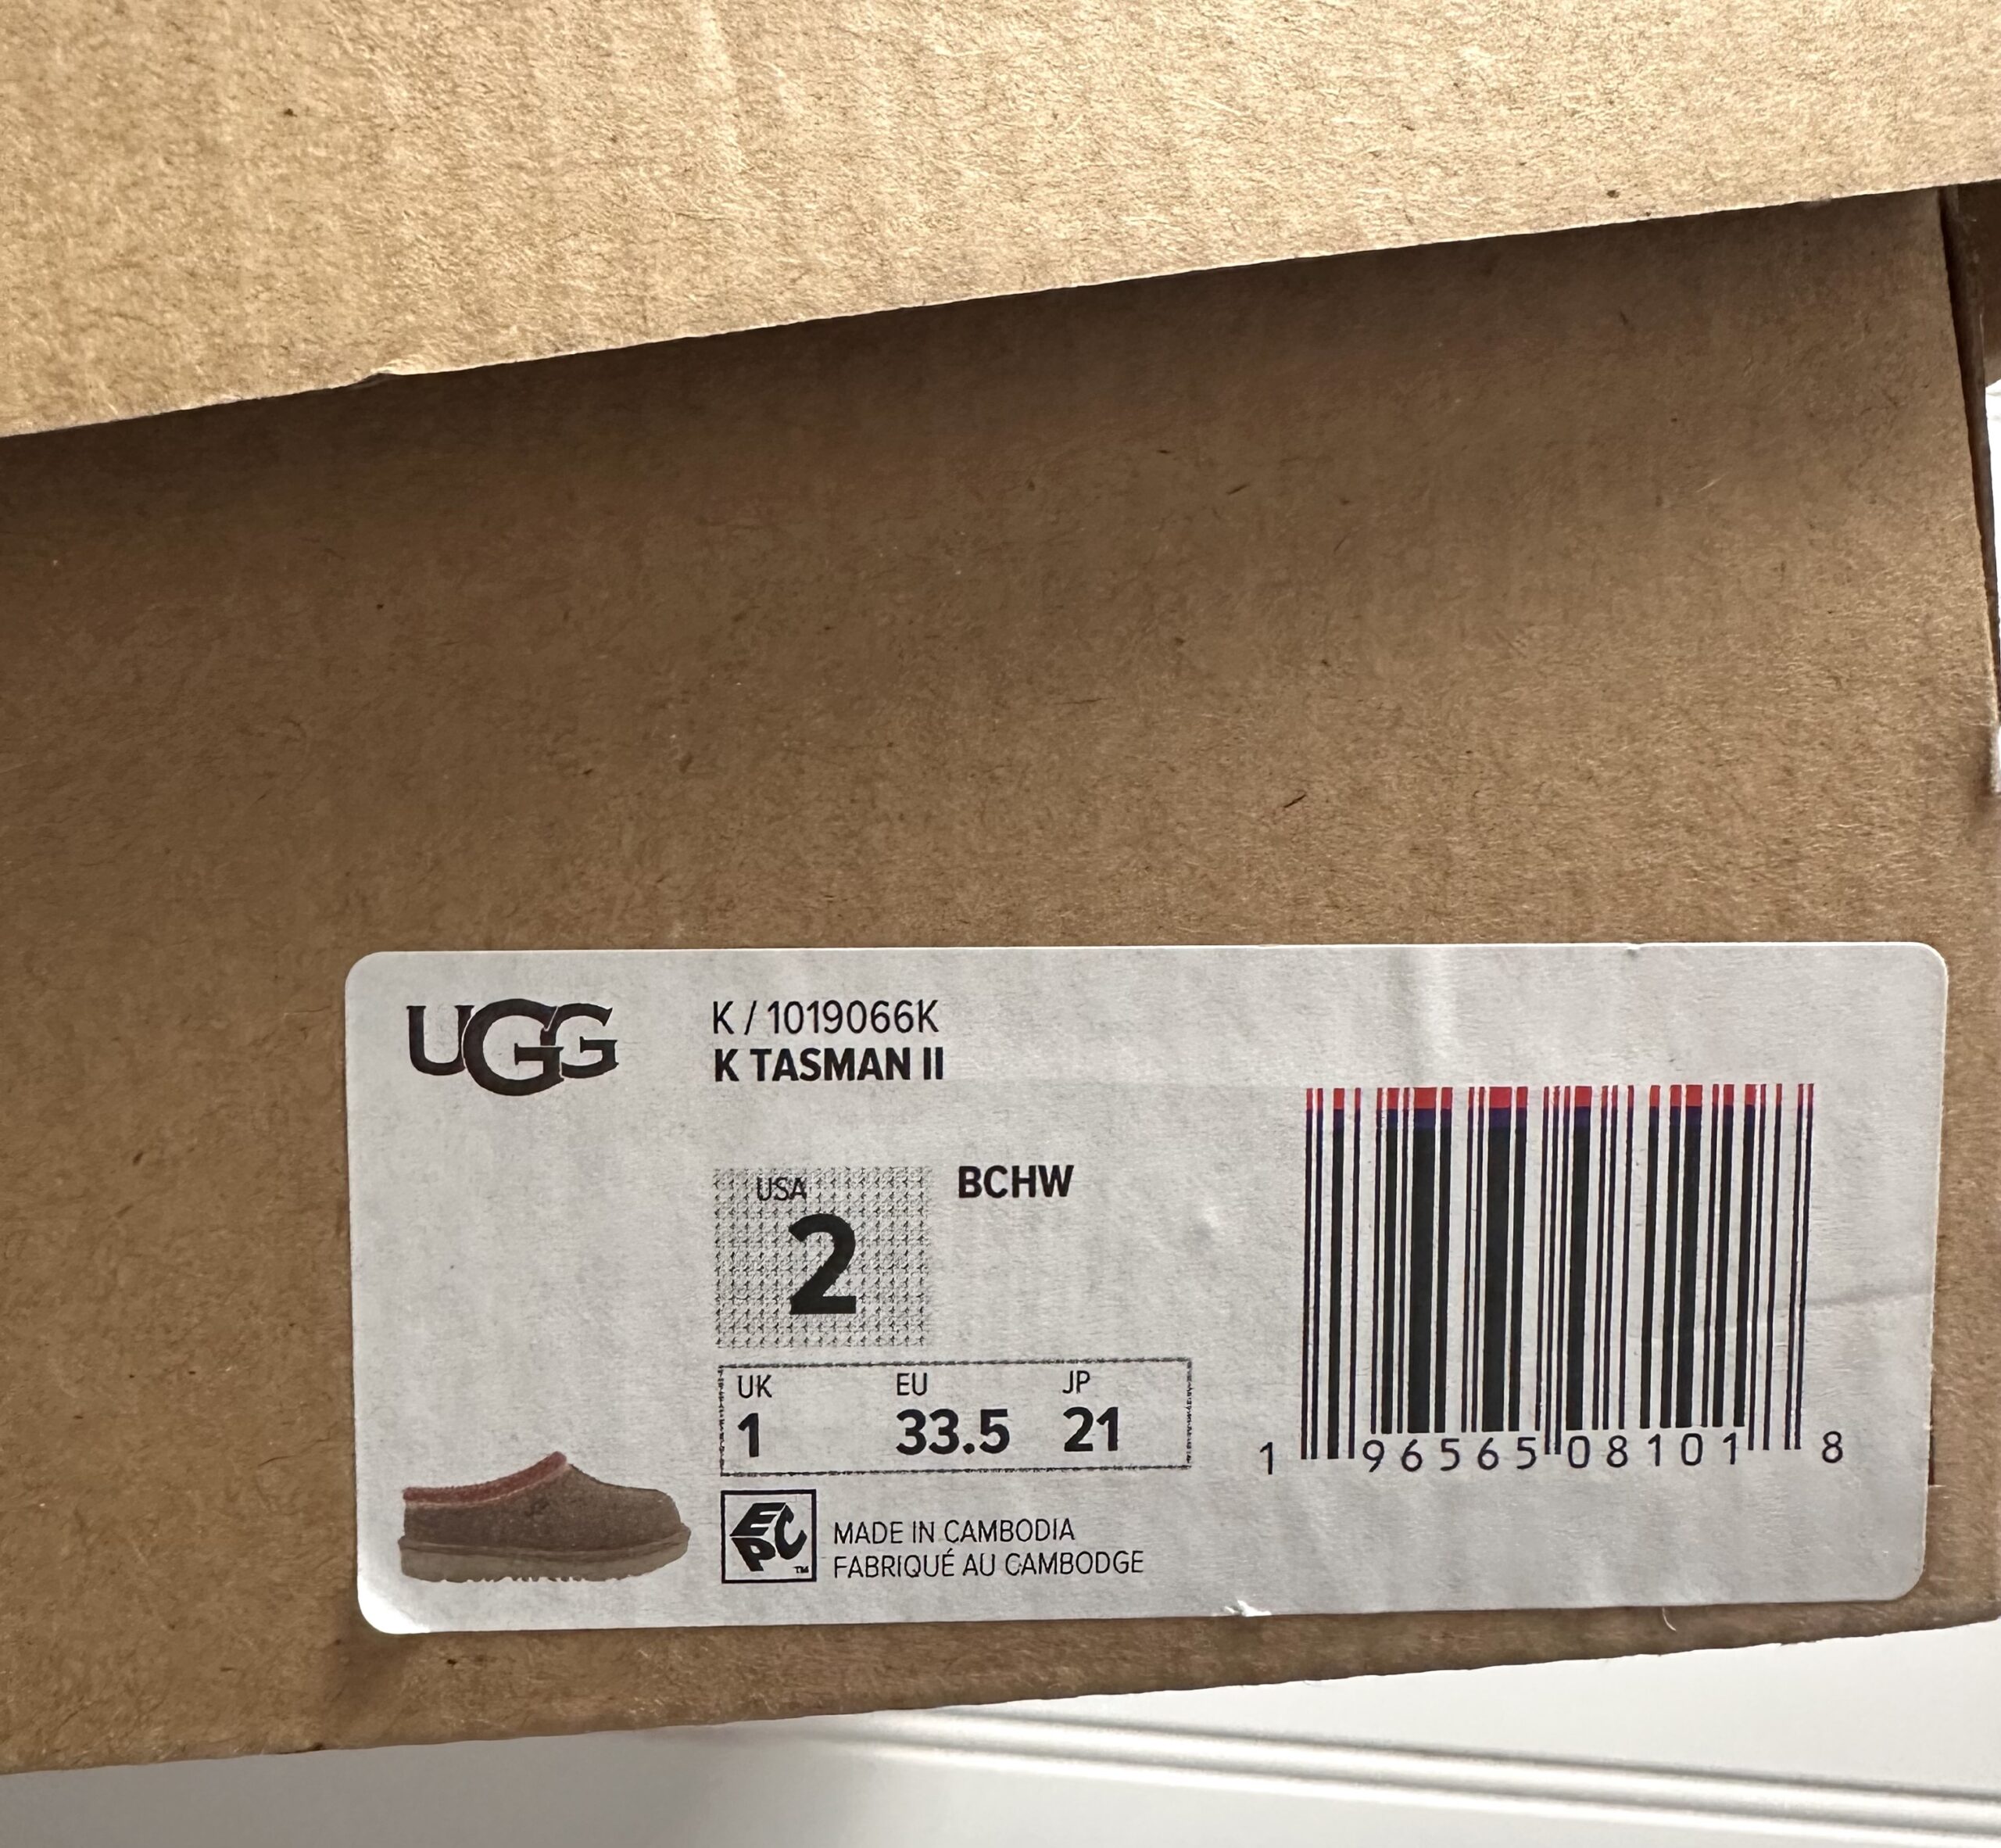 UGG
K / 1019066K
K TASMAN II
USA
2
BCHW
UK EU JP
1 33.5 21
1 96565 08101 8
EPC™
MADE IN CAMBODIA
FABRIQUÉ AU CAMBODGE